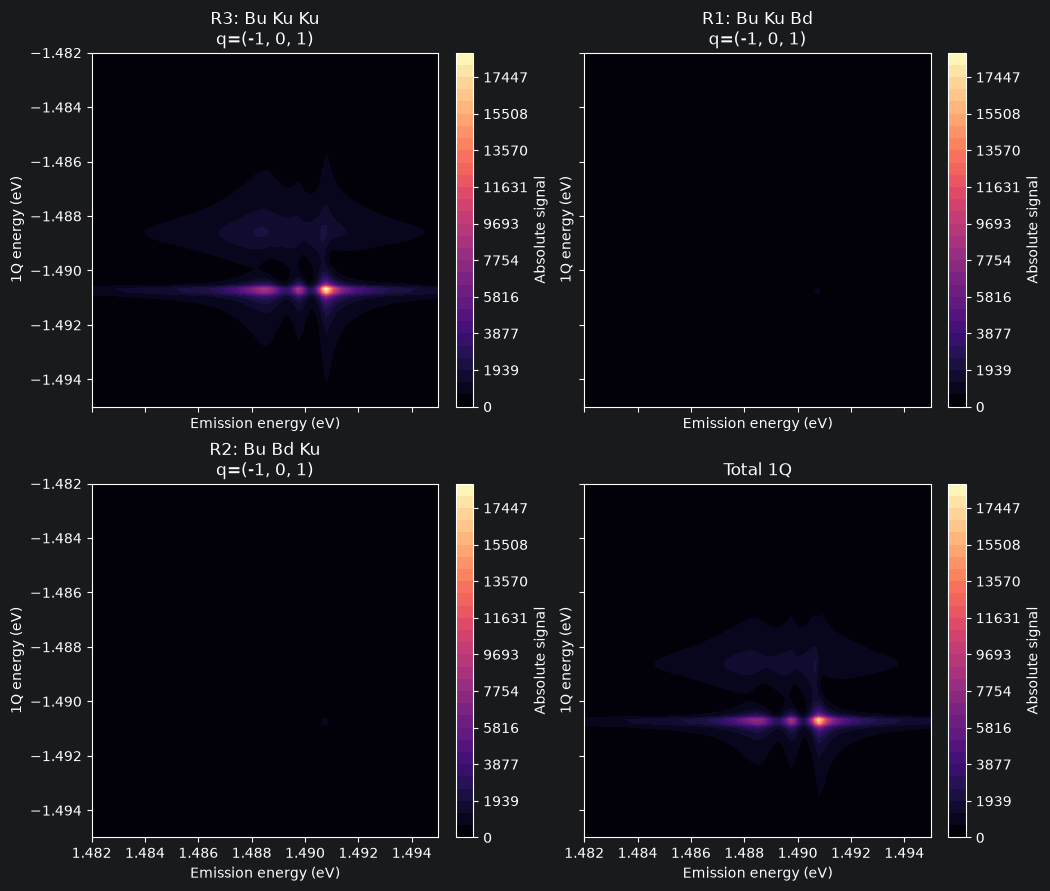 R3: Bu Ku Ku
q=(-1, 0, 1)
−1.482
−1.484
−1.486
−1.488
−1.490
−1.492
−1.494
1Q energy (eV)
Emission energy (eV)
17447
15508
13570
11631
9693
7754
5816
3877
1939
0
Absolute signal
R1: Bu Ku Bd
q=(-1, 0, 1)
1Q energy (eV)
Emission energy (eV)
17447
15508
13570
11631
9693
7754
5816
3877
1939
0
Absolute signal
R2: Bu Bd Ku
q=(-1, 0, 1)
−1.482
−1.484
−1.486
−1.488
−1.490
−1.492
−1.494
1Q energy (eV)
1.482 1.484 1.486 1.488 1.490 1.492 1.494
Emission energy (eV)
17447
15508
13570
11631
9693
7754
5816
3877
1939
0
Absolute signal
Total 1Q
1Q energy (eV)
1.482 1.484 1.486 1.488 1.490 1.492 1.494
Emission energy (eV)
17447
15508
13570
11631
9693
7754
5816
3877
1939
0
Absolute signal